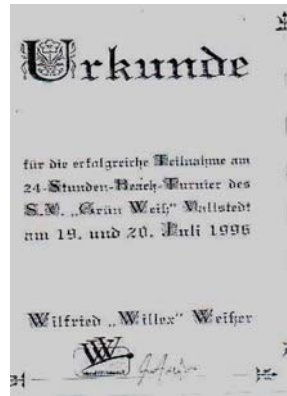 Urkunde
für die erfolgreiche Teilnahme am
24-Stunden-Beach-Turnier des
S.V. „Grün Weiß" Vallstedt
am 19. und 20. Juli 1996
Wilfried „Willex" Weißer
W